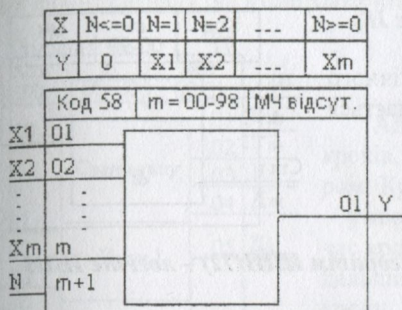 X N<=0 N=1 N=2 ... N>=0
Y 0 X1 X2 ... Xm
Код 58 m = 00-98 МЧ відсут.
X1 01
X2 02
01 Y
Xm m
N m+1